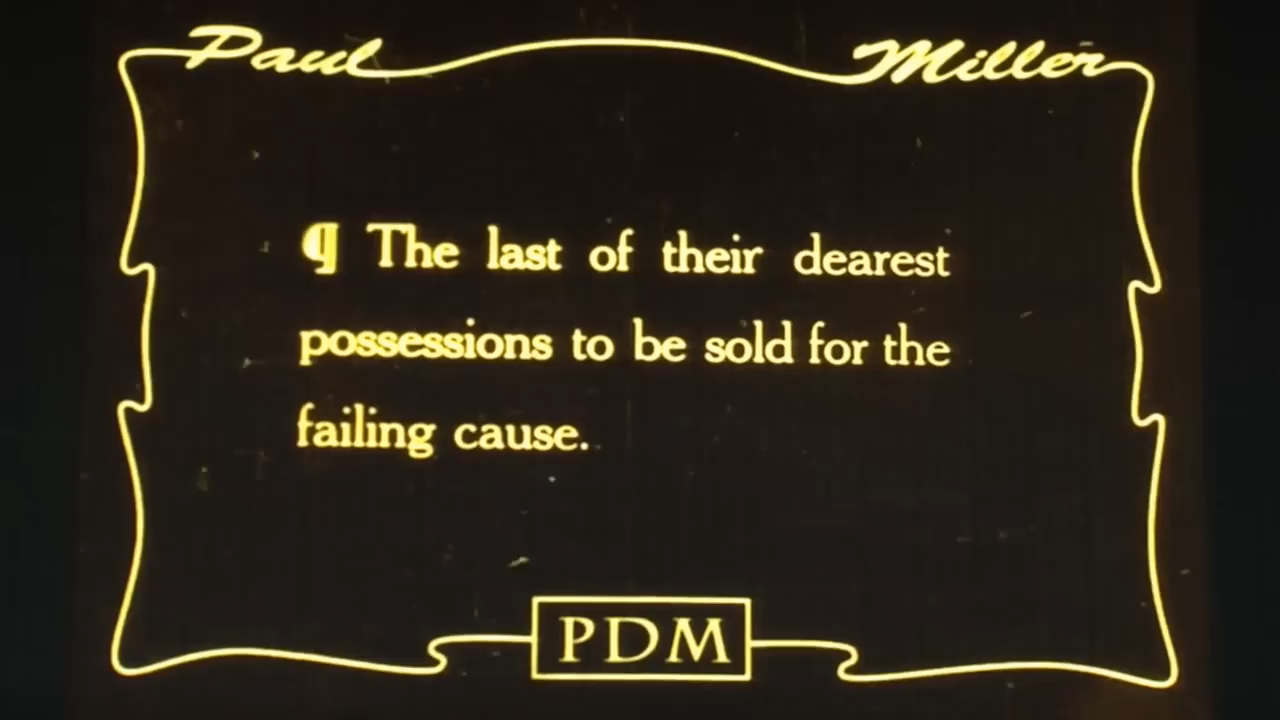 Paul Miller
¶ The last of their dearest
possessions to be sold for the
failing cause.
PDM